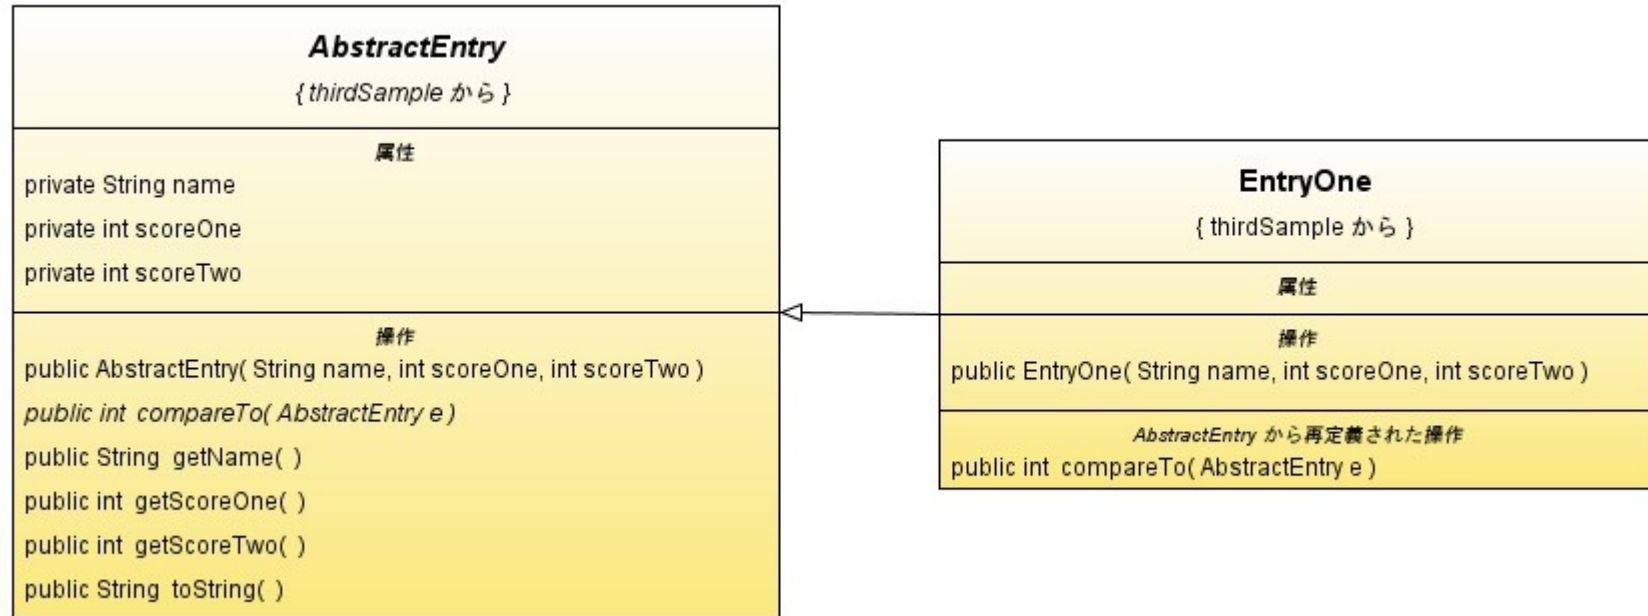 AbstractEntry
{ thirdSample から }
属性
private String name
private int scoreOne
private int scoreTwo
操作
public AbstractEntry( String name, int scoreOne, int scoreTwo )
public int compareTo( AbstractEntry e )
public String getName( )
public int getScoreOne( )
public int getScoreTwo( )
public String toString( )
EntryOne
{ thirdSample から }
属性
操作
public EntryOne( String name, int scoreOne, int scoreTwo )
AbstractEntry から再定義された操作
public int compareTo( AbstractEntry e )